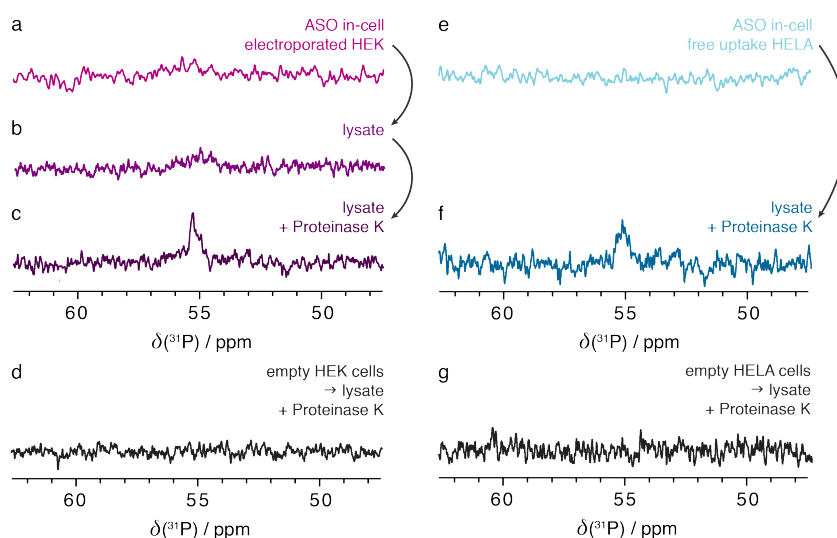 a
ASO in-cell
electroporated HEK
b
lysate
c
lysate
+ Proteinase K
60 55 50
δ(³¹P) / ppm
d
empty HEK cells
→ lysate
+ Proteinase K
60 55 50
δ(³¹P) / ppm
e
ASO in-cell
free uptake HELA
f
lysate
+ Proteinase K
60 55 50
δ(³¹P) / ppm
g
empty HELA cells
→ lysate
+ Proteinase K
60 55 50
δ(³¹P) / ppm